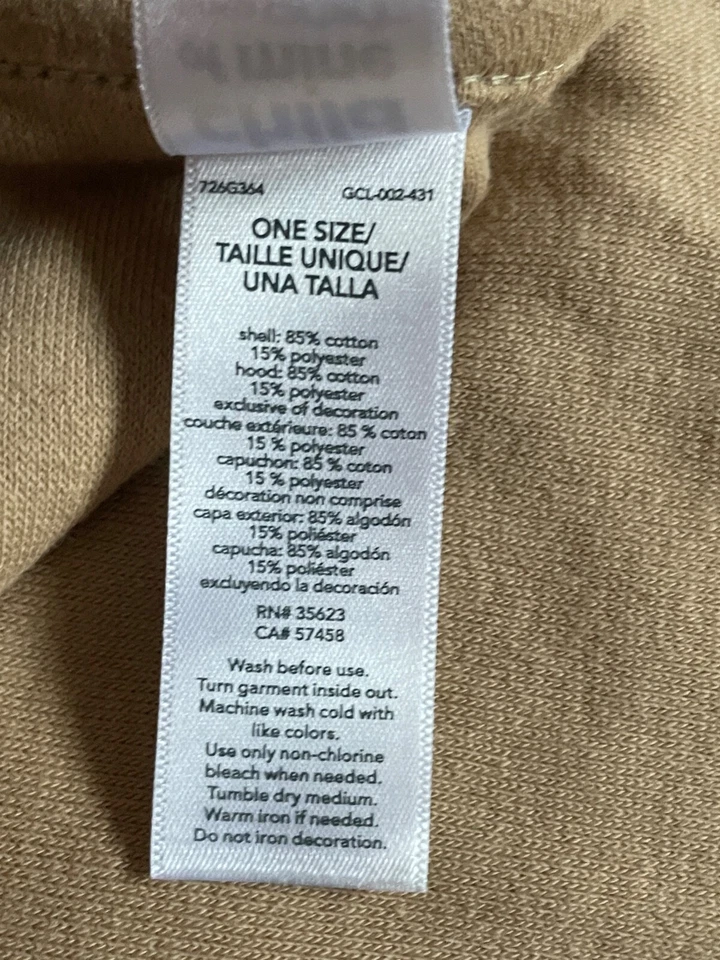 726G364 GCL-002-431
ONE SIZE/
TAILLE UNIQUE/
UNA TALLA
shell: 85% cotton
15% polyester
hood: 85% cotton
15% polyester
exclusive of decoration
couche extérieure: 85 % coton
15 % polyester
capuchon: 85 % coton
15 % polyester
décoration non comprise
capa exterior: 85% algodón
15% poliéster
capucha: 85% algodón
15% poliéster
excluyendo la decoración
RN# 35623
CA# 57458
Wash before use.
Turn garment inside out.
Machine wash cold with
like colors.
Use only non-chlorine
bleach when needed.
Tumble dry medium.
Warm iron if needed.
Do not iron decoration.